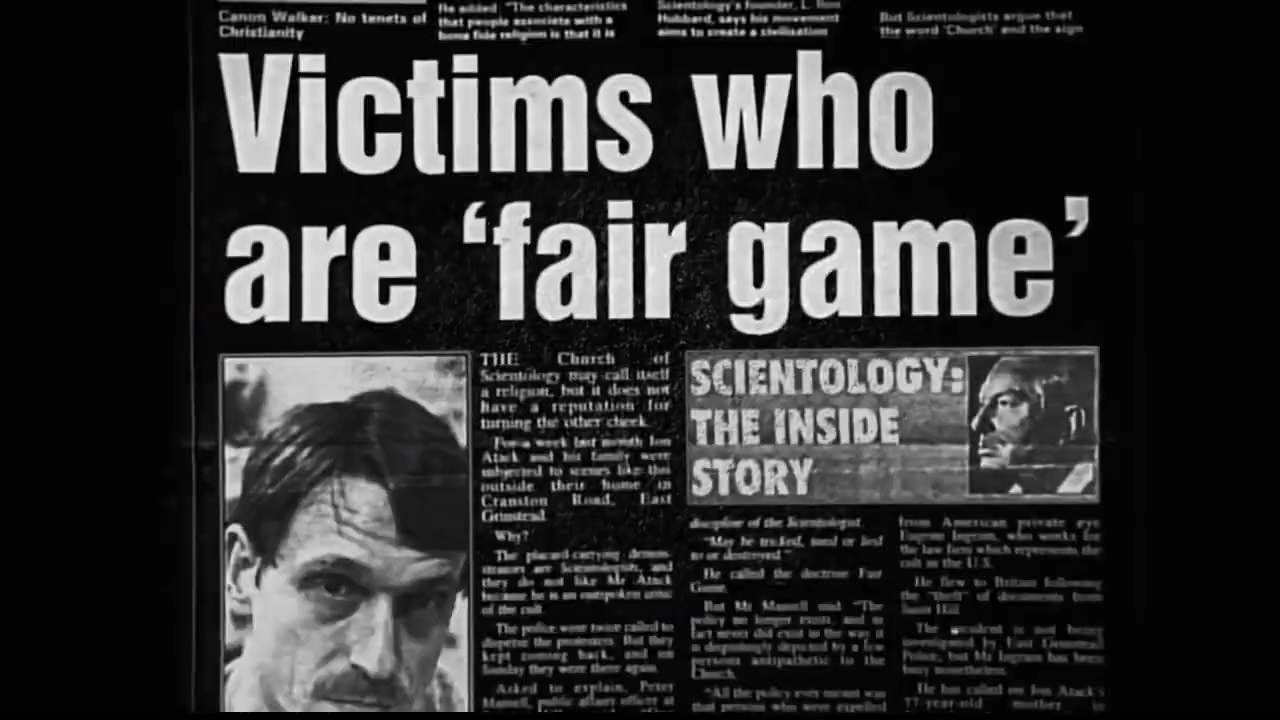 Canon Walker: No tenets of
Christianity
He added: "The characteristics
that people associate with a
bona fide religion is that it is
Scientology's founder, L. Ron
Hubbard, says his movement
aims to create a civilisation
But Scientologists argue that
the word 'Church' and the sign
Victims who
are ‘fair game’
THE Church of
Scientology may call itself
a religion, but it does not
have a reputation for
turning the other cheek.
For a week last month Jon
Atack and his family were
subjected to scenes like this
outside their home in
Cranston Road, East
Grinstead.
Why?
The placard-carrying demon-
strators are Scientologists, and
they do not like Mr Atack
because he is an outspoken critic
of the cult.
The police were twice called to
disperse the protesters. But they
kept coming back, and on
Sunday they were there again.
Asked to explain, Peter
Mansell, public affairs officer at
SCIENTOLOGY:
THE INSIDE
STORY
discipline of the Scientologist.
"May be tricked, sued or lied
to or destroyed."
He called the doctrine Fair
Game.
But Mr Mansell said: "The
policy no longer exists, and in
fact never did exist in the way it
is disgustingly depicted by a few
persons antipathetic to the
Church.
"All the policy ever meant was
that persons who were expelled
from American private eye
Eugene Ingram, who works for
the law firm which represents the
cult in the U.S.
He flew to Britain following
the "theft" of documents from
Saint Hill.
The incident is not being
investigated by East Grinstead
Police, but Mr Ingram has been
busy nonetheless.
He has called on Jon Atack's
77-year-old mother in